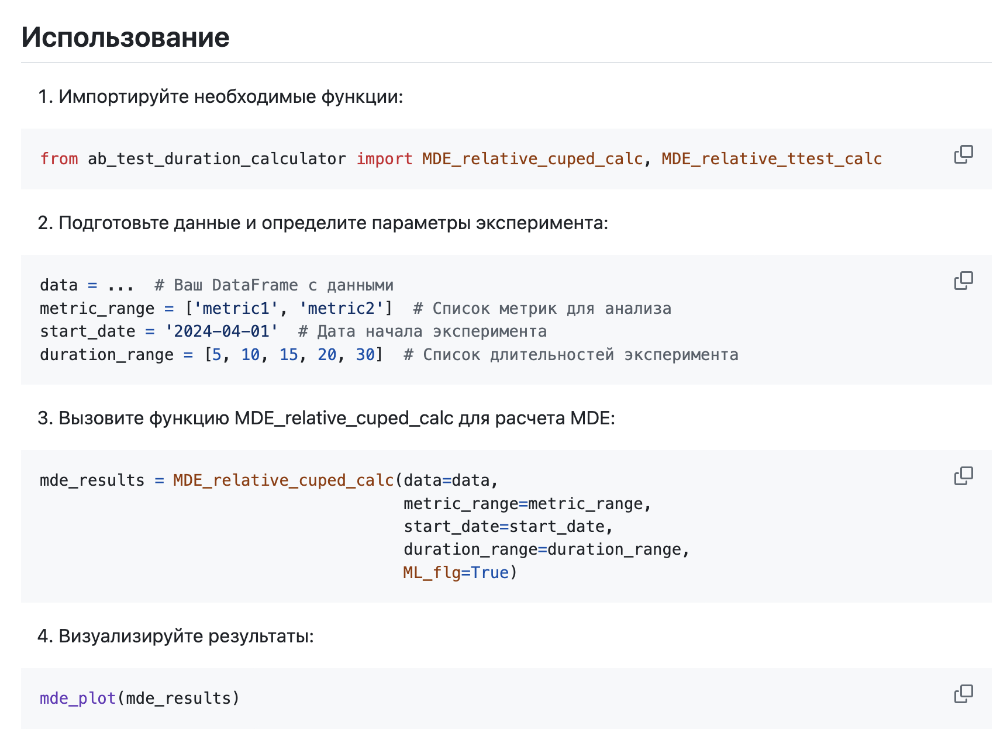 Использование
1. Импортируйте необходимые функции:
from ab_test_duration_calculator import MDE_relative_cuped_calc, MDE_relative_ttest_calc
2. Подготовьте данные и определите параметры эксперимента:
data = ...  # Ваш DataFrame с данными
metric_range = ['metric1', 'metric2']  # Список метрик для анализа
start_date = '2024-04-01'  # Дата начала эксперимента
duration_range = [5, 10, 15, 20, 30]  # Список длительностей эксперимента
3. Вызовите функцию MDE_relative_cuped_calc для расчета MDE:
mde_results = MDE_relative_cuped_calc(data=data,
                                      metric_range=metric_range,
                                      start_date=start_date,
                                      duration_range=duration_range,
                                      ML_flg=True)
4. Визуализируйте результаты:
mde_plot(mde_results)